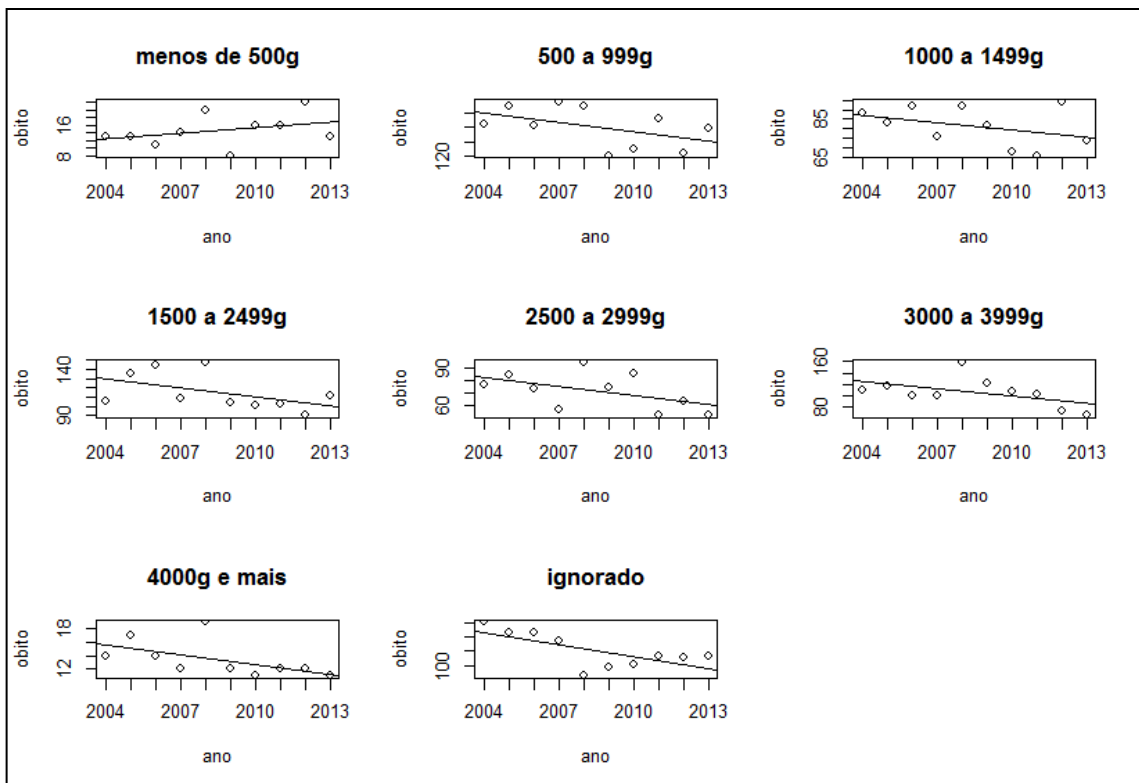 menos de 500g
obito
8 16
2004 2007 2010 2013
ano
500 a 999g
obito
120
2004 2007 2010 2013
ano
1000 a 1499g
obito
65 85
2004 2007 2010 2013
ano
1500 a 2499g
obito
90 140
2004 2007 2010 2013
ano
2500 a 2999g
obito
60 90
2004 2007 2010 2013
ano
3000 a 3999g
obito
80 160
2004 2007 2010 2013
ano
4000g e mais
obito
12 18
2004 2007 2010 2013
ano
ignorado
obito
100
2004 2007 2010 2013
ano